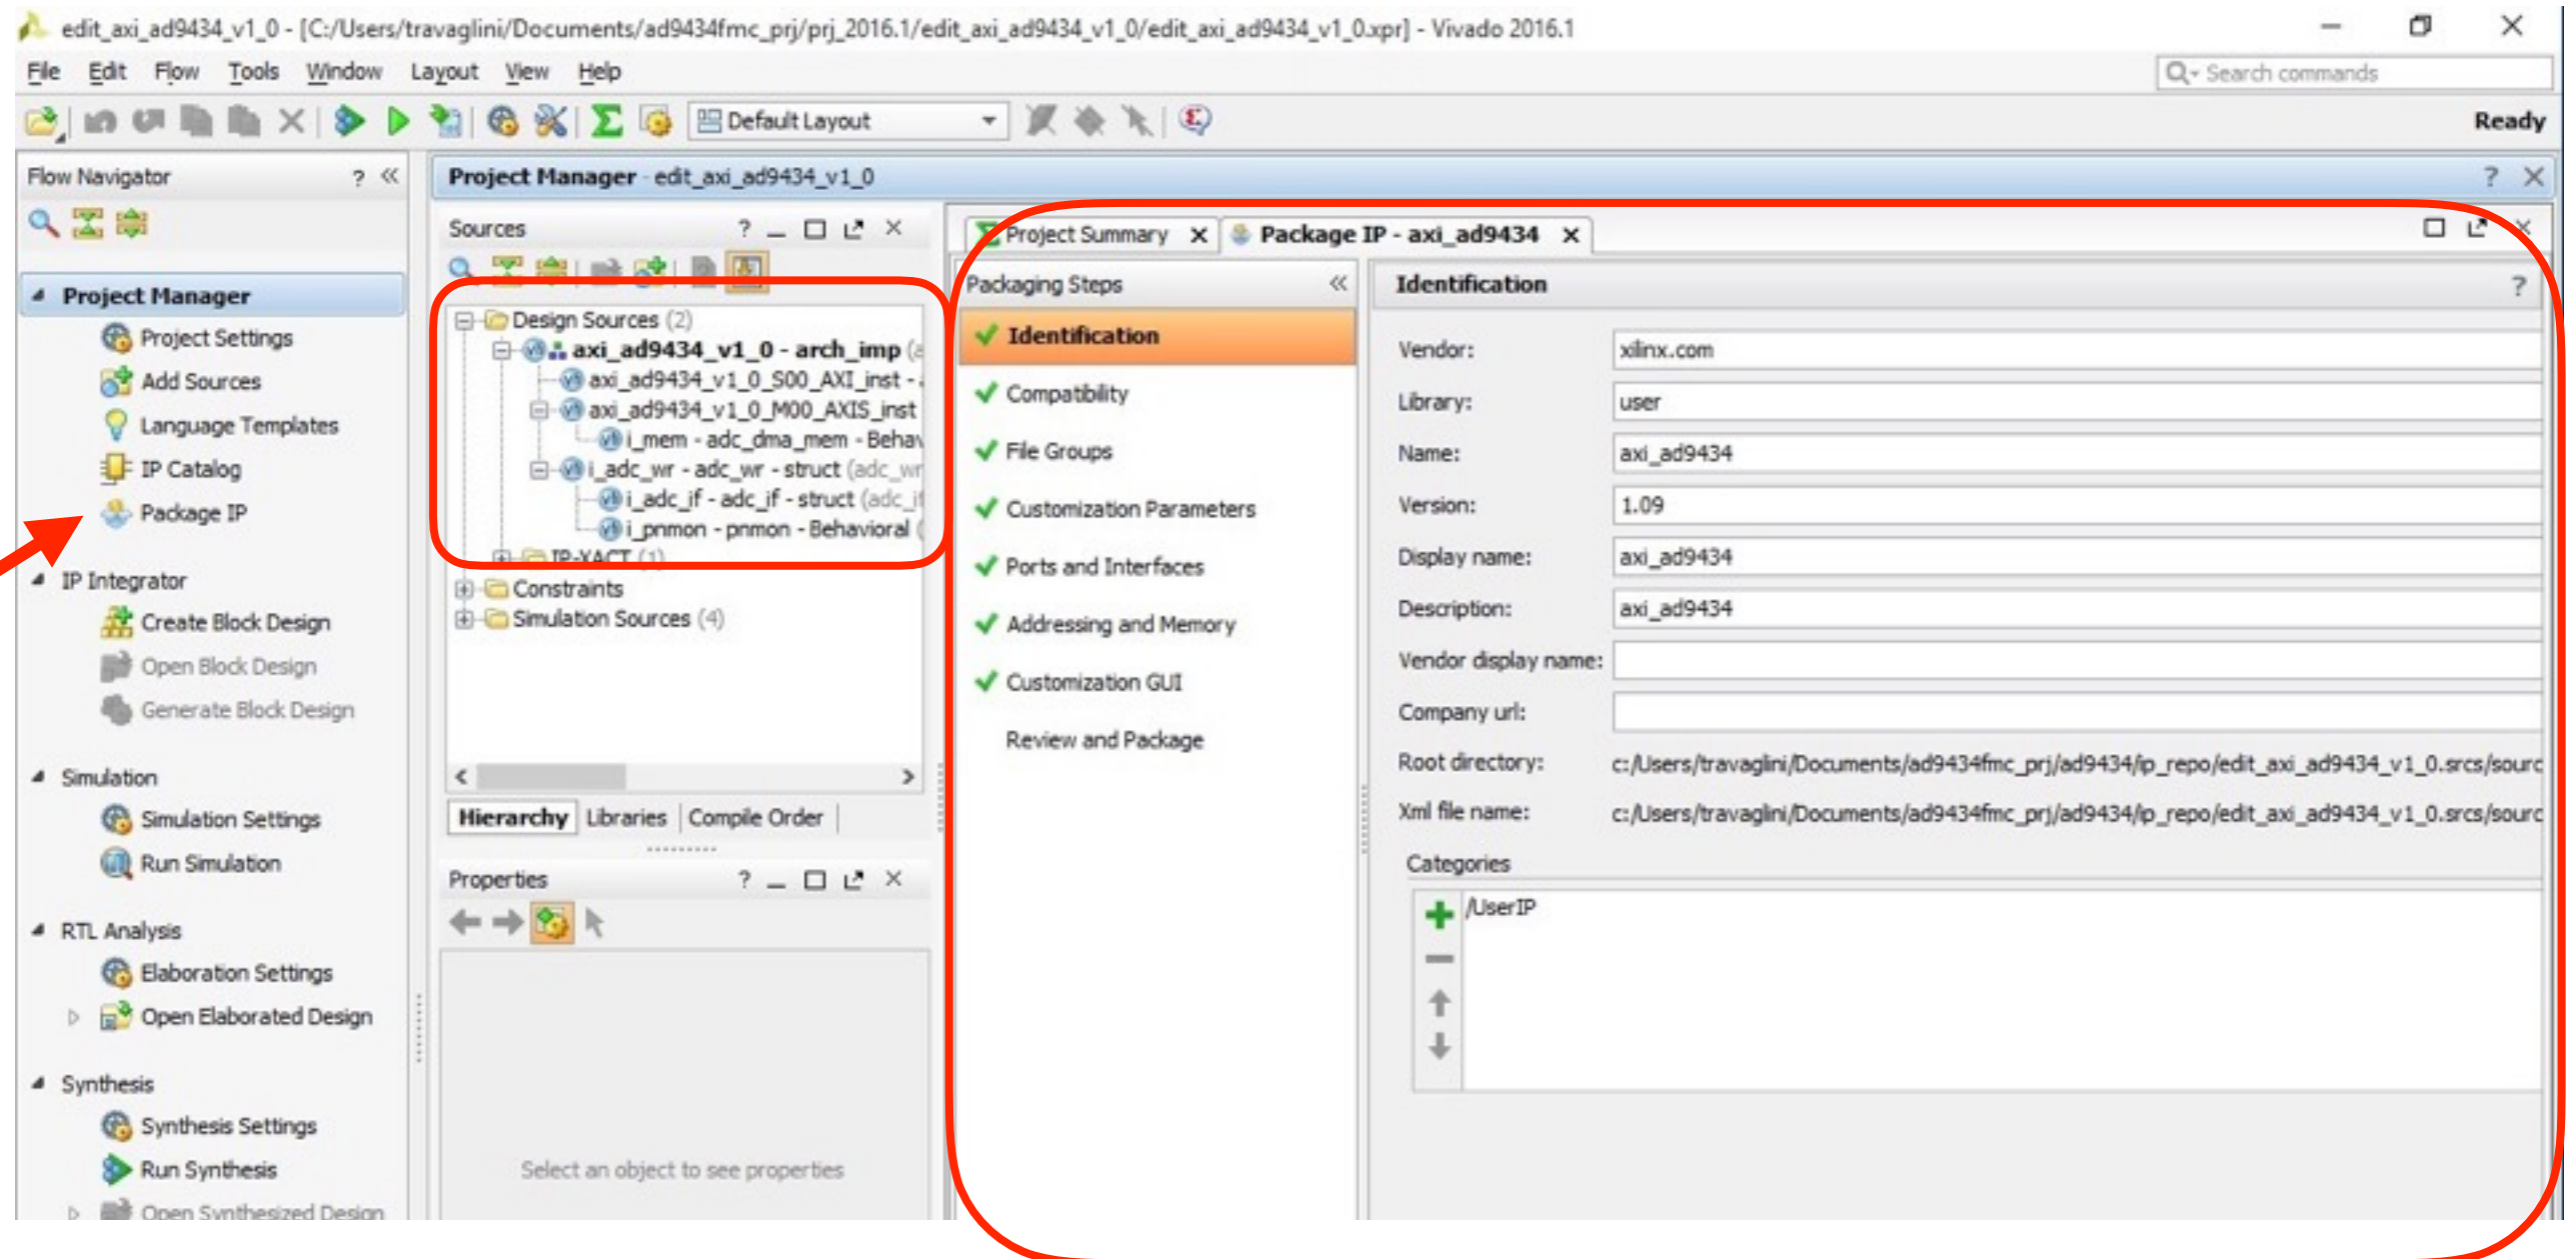 edit_axi_ad9434_v1_0 - [C:/Users/travaglini/Documents/ad9434fmc_prj/prj_2016.1/edit_axi_ad9434_v1_0/edit_axi_ad9434_v1_0.xpr] - Vivado 2016.1
File Edit Flow Tools Window Layout View Help
Search commands
Default Layout
Ready
Flow Navigator
Project Manager
Project Settings
Add Sources
Language Templates
IP Catalog
Package IP
IP Integrator
Create Block Design
Open Block Design
Generate Block Design
Simulation
Simulation Settings
Run Simulation
RTL Analysis
Elaboration Settings
Open Elaborated Design
Synthesis
Synthesis Settings
Run Synthesis
Open Synthesized Design
Project Manager - edit_axi_ad9434_v1_0
Sources
Design Sources (2)
axi_ad9434_v1_0 - arch_imp (a
axi_ad9434_v1_0_S00_AXI_inst -
axi_ad9434_v1_0_M00_AXIS_inst
i_mem - adc_dma_mem - Behav
i_adc_wr - adc_wr - struct (adc_wr
i_adc_if - adc_if - struct (adc_if
i_pnmon - pnmon - Behavioral (
IP-XACT (1)
Constraints
Simulation Sources (4)
Hierarchy Libraries Compile Order
Properties
Select an object to see properties
Project Summary
Package IP - axi_ad9434
Packaging Steps
Identification
Compatibility
File Groups
Customization Parameters
Ports and Interfaces
Addressing and Memory
Customization GUI
Review and Package
Identification
Vendor: xilinx.com
Library: user
Name: axi_ad9434
Version: 1.09
Display name: axi_ad9434
Description: axi_ad9434
Vendor display name:
Company url:
Root directory: c:/Users/travaglini/Documents/ad9434fmc_prj/ad9434/ip_repo/edit_axi_ad9434_v1_0.srcs/sourc
Xml file name: c:/Users/travaglini/Documents/ad9434fmc_prj/ad9434/ip_repo/edit_axi_ad9434_v1_0.srcs/sourc
Categories
/UserIP